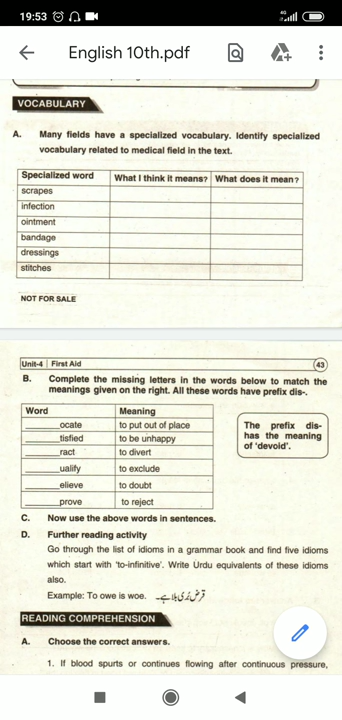 19:53
4G
English 10th.pdf
VOCABULARY
A. Many fields have a specialized vocabulary. Identify specialized
vocabulary related to medical field in the text.
Specialized word What I think it means? What does it mean?
scrapes
infection
ointment
bandage
dressings
stitches
NOT FOR SALE
Unit-4 First Aid 43
B. Complete the missing letters in the words below to match the
meanings given on the right. All these words have prefix dis-.
Word Meaning
______ocate to put out of place
______tisfied to be unhappy
______ract to divert
______ualify to exclude
______elieve to doubt
______prove to reject
The prefix dis-
has the meaning
of 'devoid'.
C. Now use the above words in sentences.
D. Further reading activity
Go through the list of idioms in a grammar book and find five idioms
which start with 'to-infinitive'. Write Urdu equivalents of these idioms
also.
Example: To owe is woe. قرض بُری بلا ہے۔
READING COMPREHENSION
A. Choose the correct answers.
1. If blood spurts or continues flowing after continuous pressure,